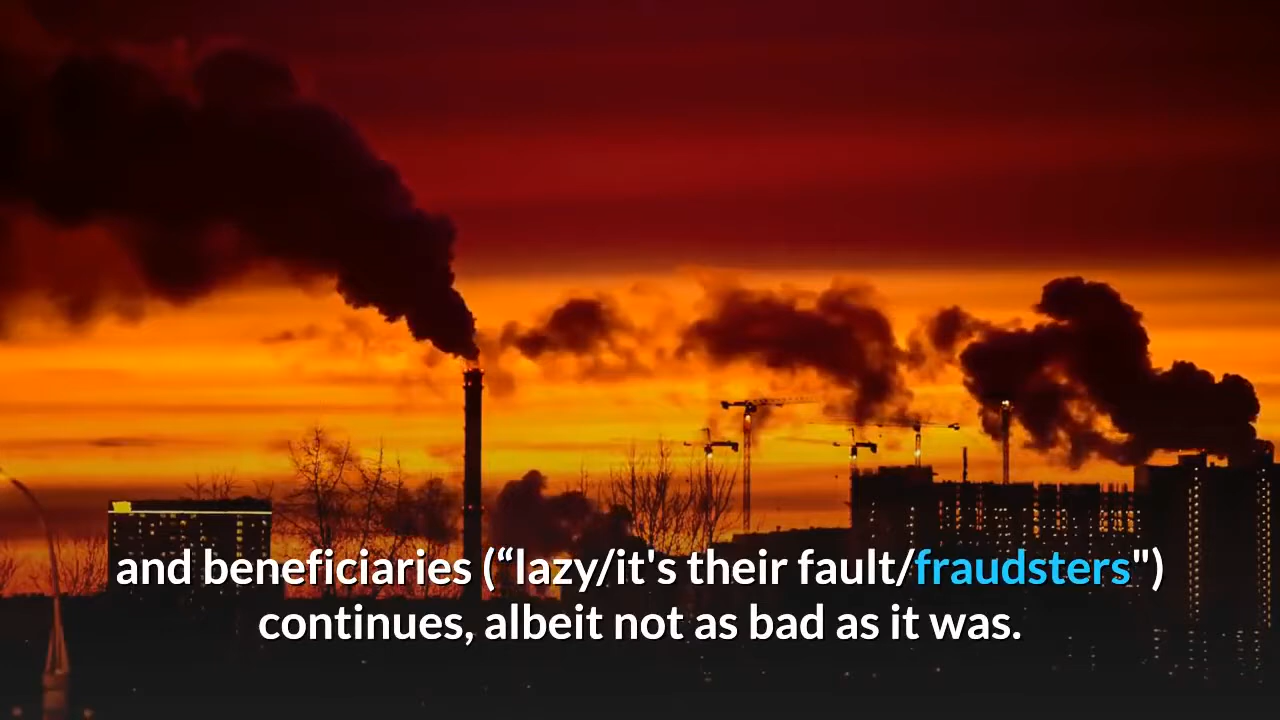 and beneficiaries (“lazy/it's their fault/fraudsters")
continues, albeit not as bad as it was.